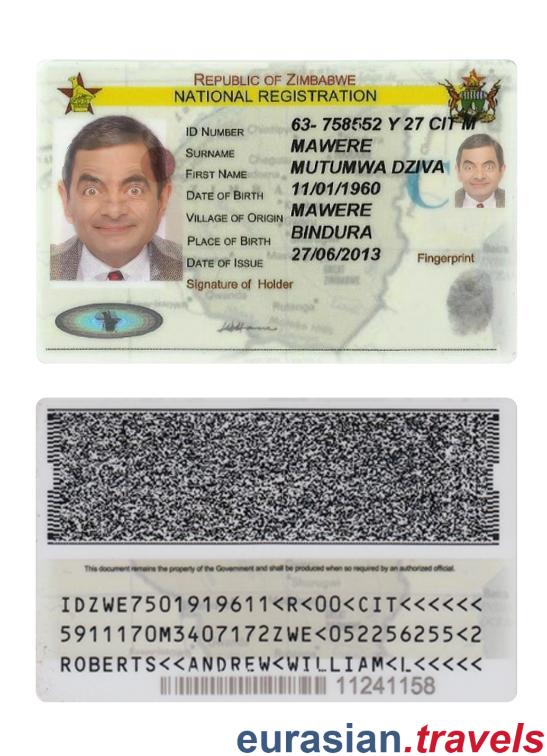 REPUBLIC OF ZIMBABWE
NATIONAL REGISTRATION
ID NUMBER 63- 758552 Y 27 CIT M
SURNAME MAWERE
FIRST NAME MUTUMWA DZIVA
DATE OF BIRTH 11/01/1960
VILLAGE OF ORIGIN MAWERE
PLACE OF BIRTH BINDURA
DATE OF ISSUE 27/06/2013
Fingerprint
Signature of Holder
This document remains the property of the Government and shall be produced when so required by an authorized official.
IDZWE7501919611<R<OO<CIT<<<<<<
5911170M3407172ZWE<052256255<2
ROBERTS<<ANDREW<WILLIAM<L<<<<<
11241158
eurasian.travels